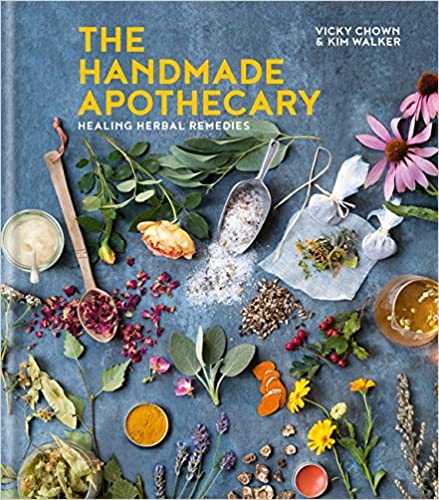 THE
HANDMADE
APOTHECARY
HEALING HERBAL REMEDIES
VICKY CHOWN
& KIM WALKER